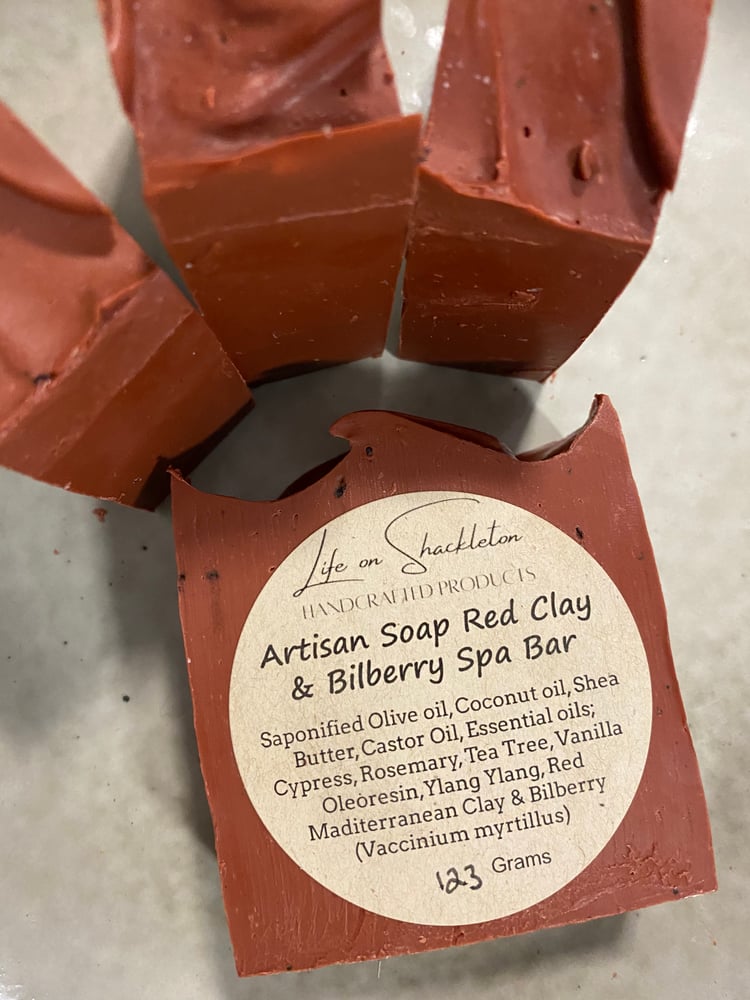 Life on Shackleton
HANDCRAFTED PRODUCTS
Artisan Soap Red Clay
& Bilberry Spa Bar
Saponified Olive oil, Coconut oil, Shea
Butter, Castor Oil, Essential oils;
Cypress, Rosemary, Tea Tree, Vanilla
Oleoresin, Ylang Ylang, Red
Maditerranean Clay & Bilberry
(Vaccinium myrtillus)
123 Grams